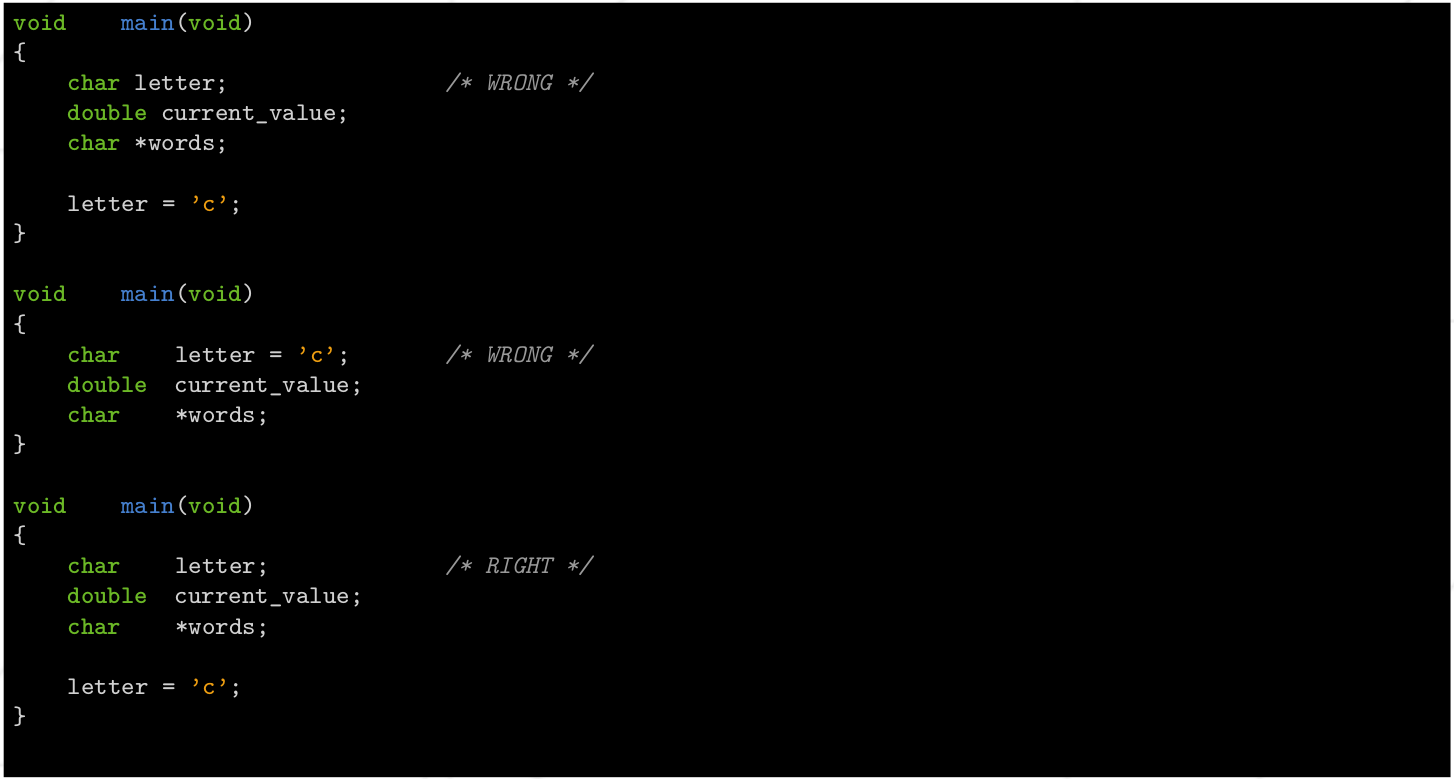 void    main(void)
{
    char letter;                /* WRONG */
    double current_value;
    char *words;

    letter = ’c’;
}

void    main(void)
{
    char    letter = ’c’;       /* WRONG */
    double  current_value;
    char    *words;
}

void    main(void)
{
    char    letter;             /* RIGHT */
    double  current_value;
    char    *words;

    letter = ’c’;
}